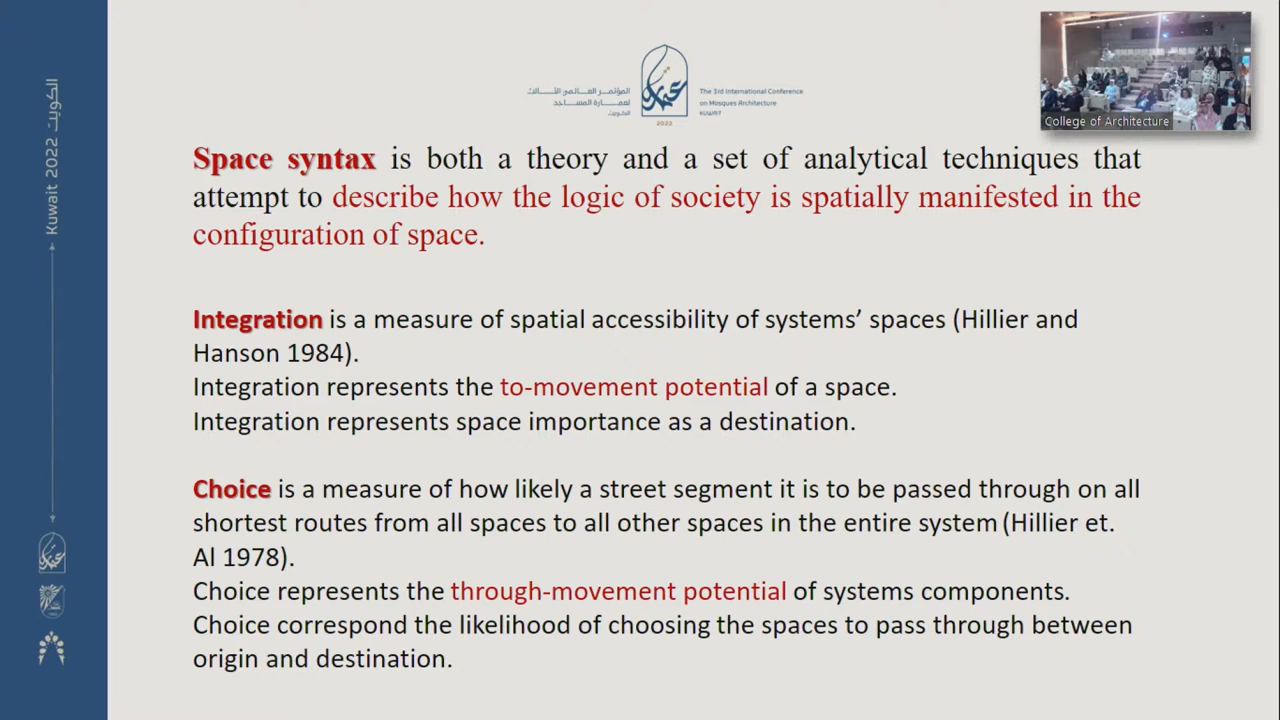 الكويت Kuwait 2022
المؤتمر العالمي الثالث
لعمارة المساجد
الكويت
2022
The 3rd International Conference
on Mosques Architecture
KUWAIT
College of Architecture
Space syntax is both a theory and a set of analytical techniques that
attempt to describe how the logic of society is spatially manifested in the
configuration of space.
Integration is a measure of spatial accessibility of systems’ spaces (Hillier and
Hanson 1984).
Integration represents the to-movement potential of a space.
Integration represents space importance as a destination.
Choice is a measure of how likely a street segment it is to be passed through on all
shortest routes from all spaces to all other spaces in the entire system (Hillier et.
Al 1978).
Choice represents the through-movement potential of systems components.
Choice correspond the likelihood of choosing the spaces to pass through between
origin and destination.